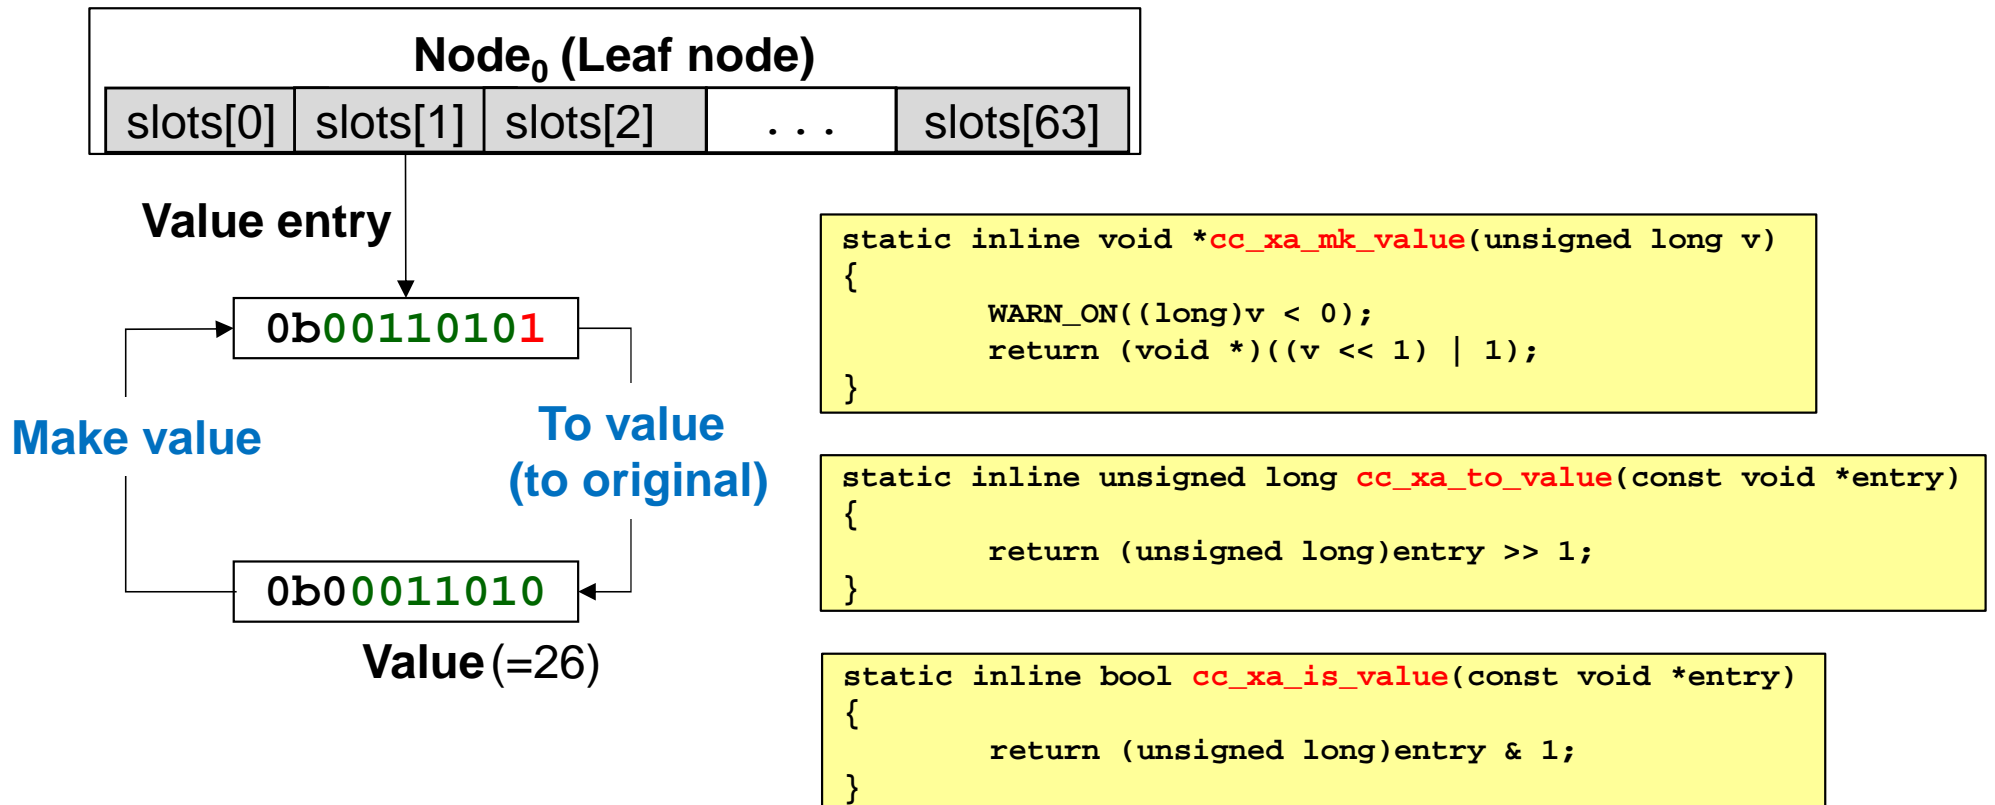 Node₀ (Leaf node)
slots[0] slots[1] slots[2] ... slots[63]
Value entry
0b00110101
Make value
To value
(to original)
0b00011010
Value (=26)
static inline void *cc_xa_mk_value(unsigned long v)
{
WARN_ON((long)v < 0);
return (void *)((v << 1) | 1);
}
static inline unsigned long cc_xa_to_value(const void *entry)
{
return (unsigned long)entry >> 1;
}
static inline bool cc_xa_is_value(const void *entry)
{
return (unsigned long)entry & 1;
}